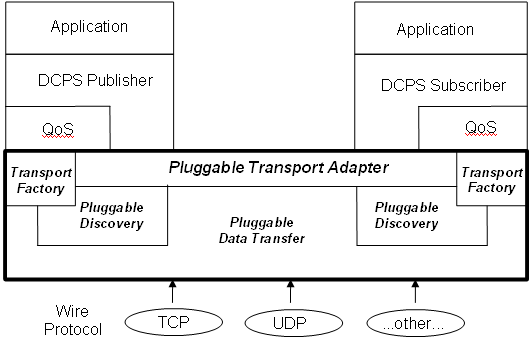 Application
Application
DCPS Publisher
DCPS Subscriber
QoS
QoS
Transport
Factory
Pluggable Transport Adapter
Transport
Factory
Pluggable
Discovery
Pluggable
Data Transfer
Pluggable
Discovery
Wire
Protocol
TCP
UDP
...other...